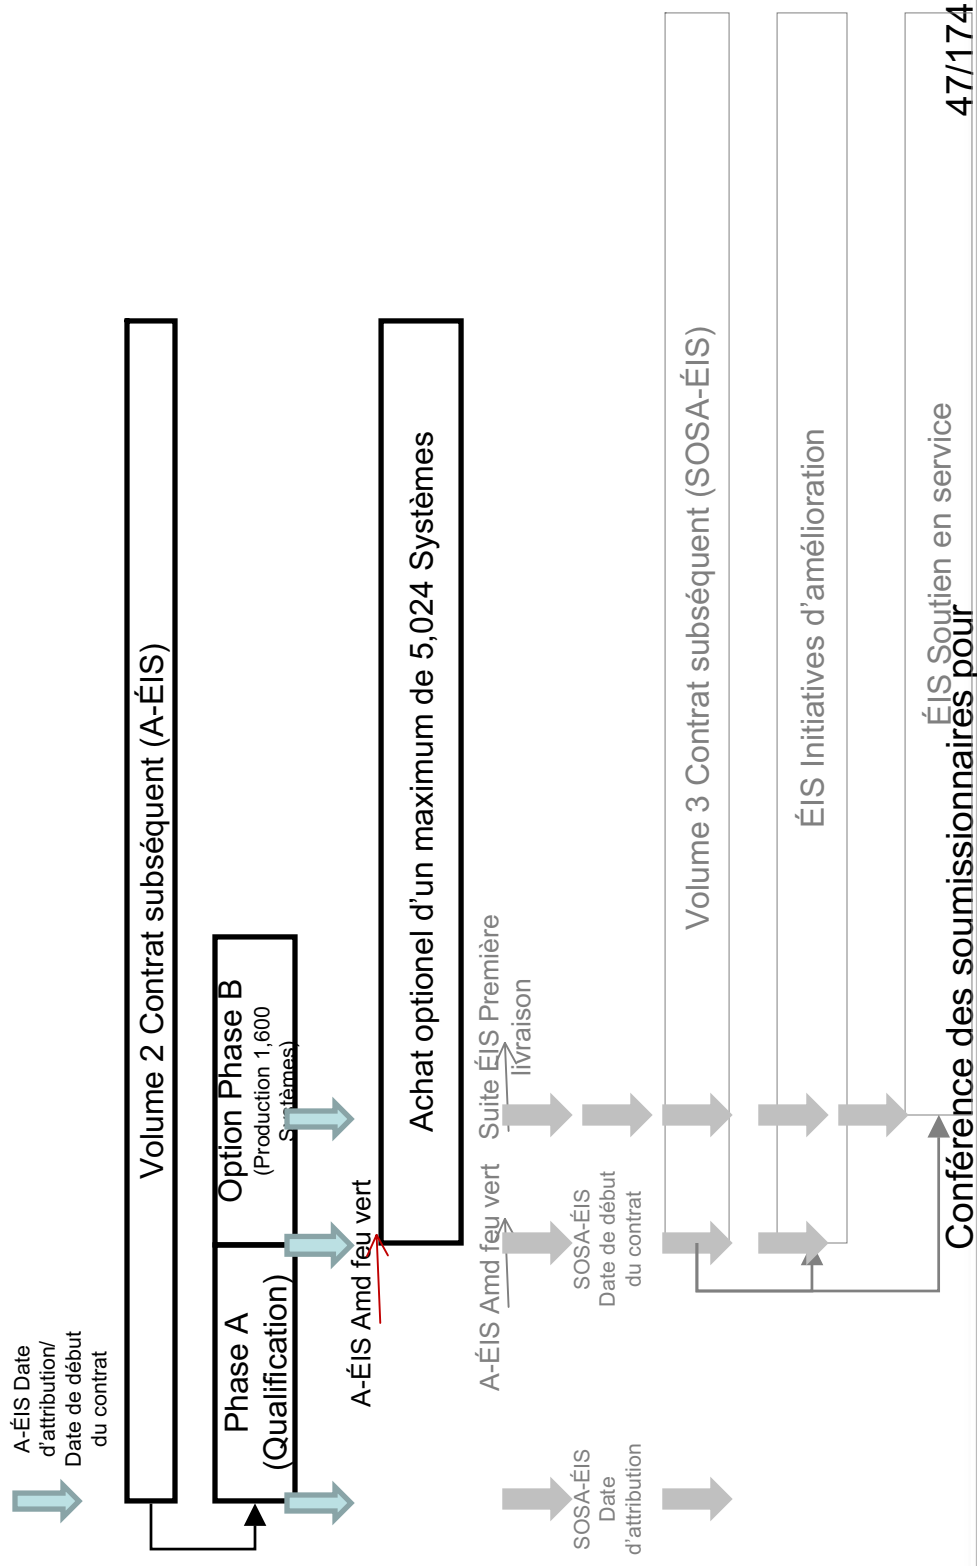 A-ÉIS Date
d'attribution/
Date de début
du contrat
Volume 2 Contrat subséquent (A-ÉIS)
Phase A
(Qualification)
Option Phase B
(Production 1,600
Systèmes)
A-ÉIS Amd feu vert
Achat optionel d'un maximum de 5,024 Systèmes
A-ÉIS Amd feu vert
Suite ÉIS Première
livraison
SOSA-ÉIS
Date
d'attribution
SOSA-ÉIS
Date de début
du contrat
Volume 3 Contrat subséquent (SOSA-ÉIS)
ÉIS Initiatives d'amélioration
ÉIS Soutien en service
Conférence des soumissionnaires pour
47/174